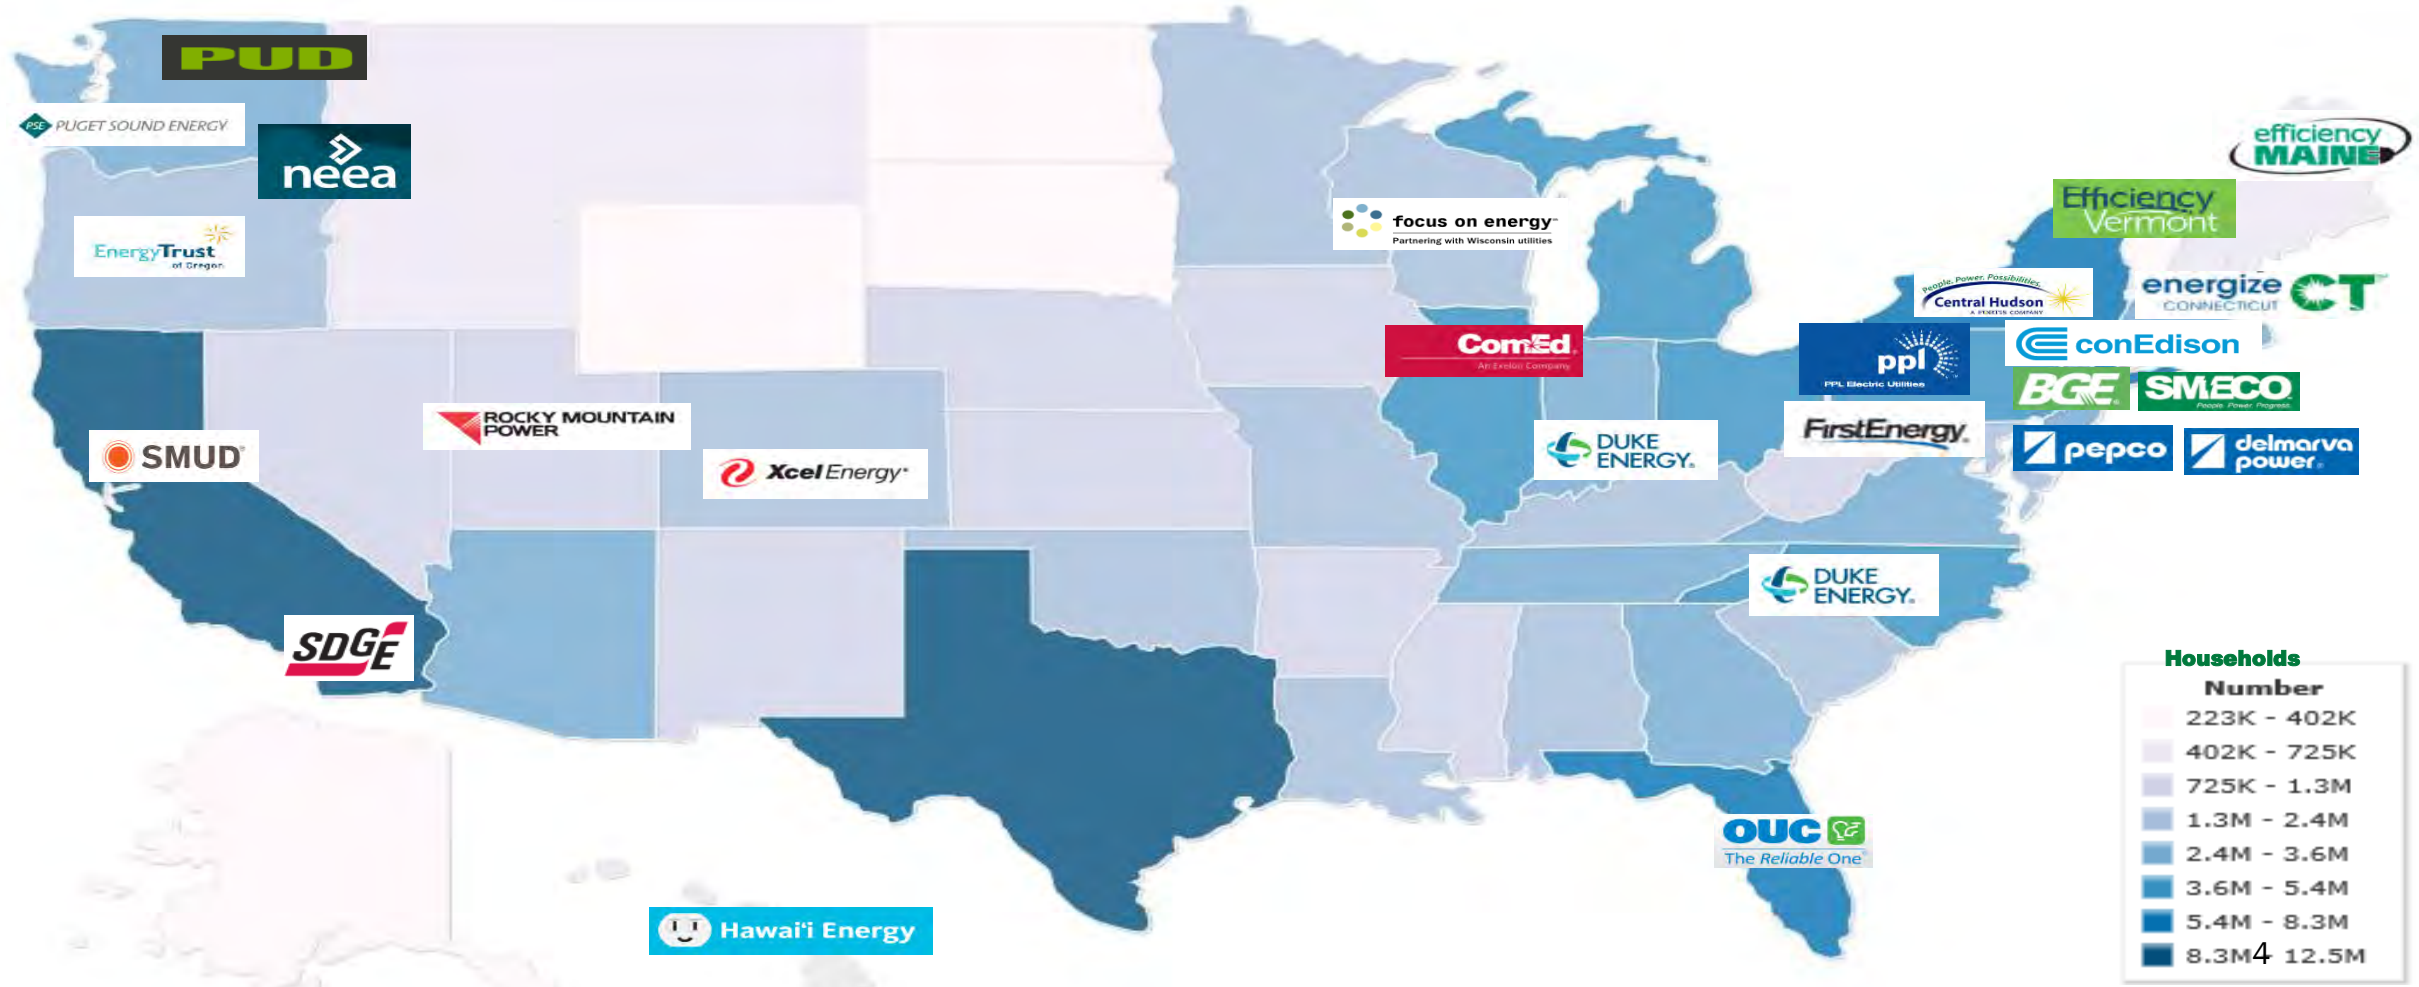 PUD
PSE PUGET SOUND ENERGY
neea
EnergyTrust
of Oregon
efficiency
MAINE
Efficiency
Vermont
focus on energy
Partnering with Wisconsin utilities
People. Power. Possibilities.
Central Hudson
A FORTIS COMPANY
energize CT
CONNECTICUT
ComEd
An Exelon Company
ppl
PPL Electric Utilities
conEdison
BGE
SMECO
People. Power. Progress.
ROCKY MOUNTAIN
POWER
SMUD
XcelEnergy
DUKE
ENERGY
FirstEnergy
pepco
delmarva
power
DUKE
ENERGY
SDGE
OUC
The Reliable One
Hawai'i Energy
Households
Number
223K - 402K
402K - 725K
725K - 1.3M
1.3M - 2.4M
2.4M - 3.6M
3.6M - 5.4M
5.4M - 8.3M
8.3M - 12.5M
4